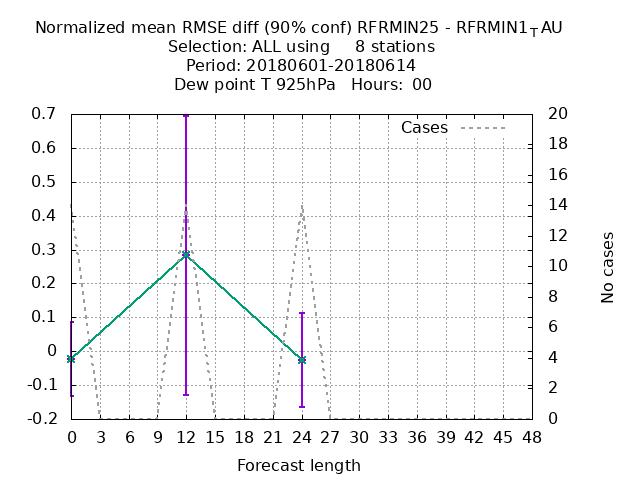 Normalized mean RMSE diff (90% conf) RFRMIN25 - RFRMIN1TAU
Selection: ALL using     8 stations
Period: 20180601-20180614
Dew point T 925hPa   Hours: 00
Cases
0.7
0.6
0.5
0.4
0.3
0.2
0.1
0
-0.1
-0.2
20
18
16
14
12
10
8
6
4
2
0
No cases
0 3 6 9 12 15 18 21 24 27 30 33 36 39 42 45 48
Forecast length